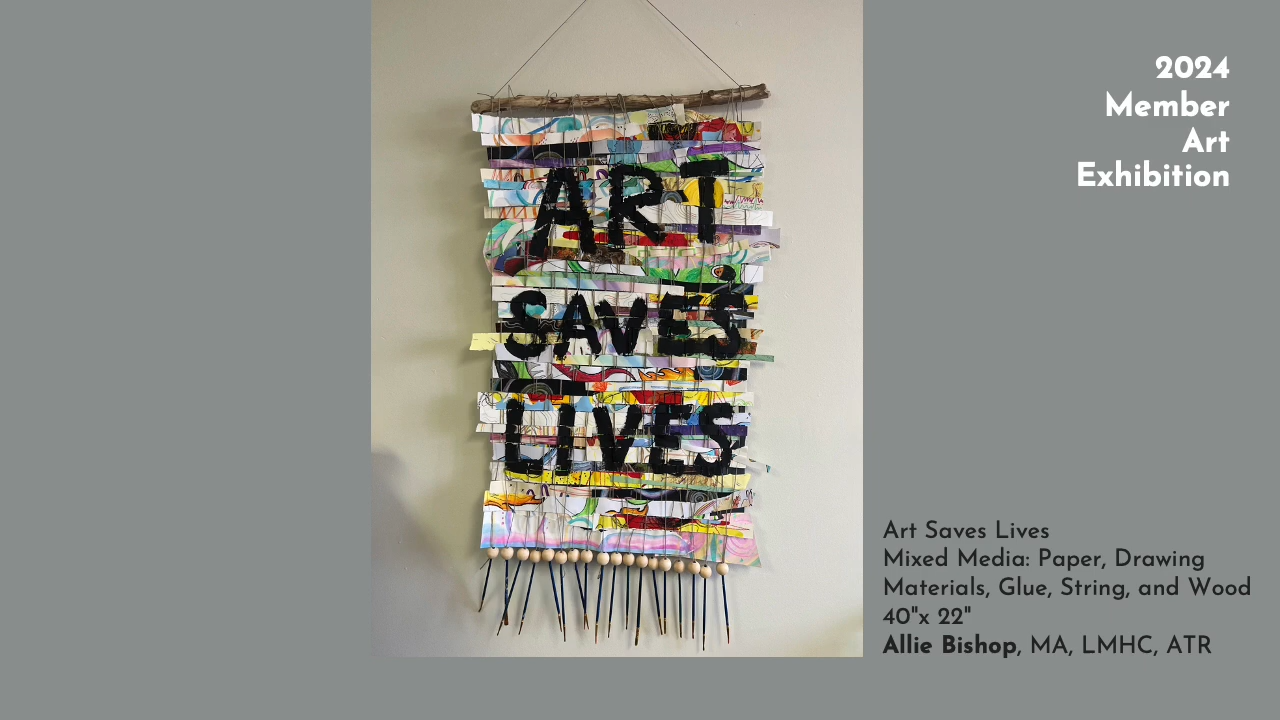 2024
Member
Art
Exhibition
ART
SAVES
LIVES
Art Saves Lives
Mixed Media: Paper, Drawing
Materials, Glue, String, and Wood
40"x 22"
Allie Bishop, MA, LMHC, ATR